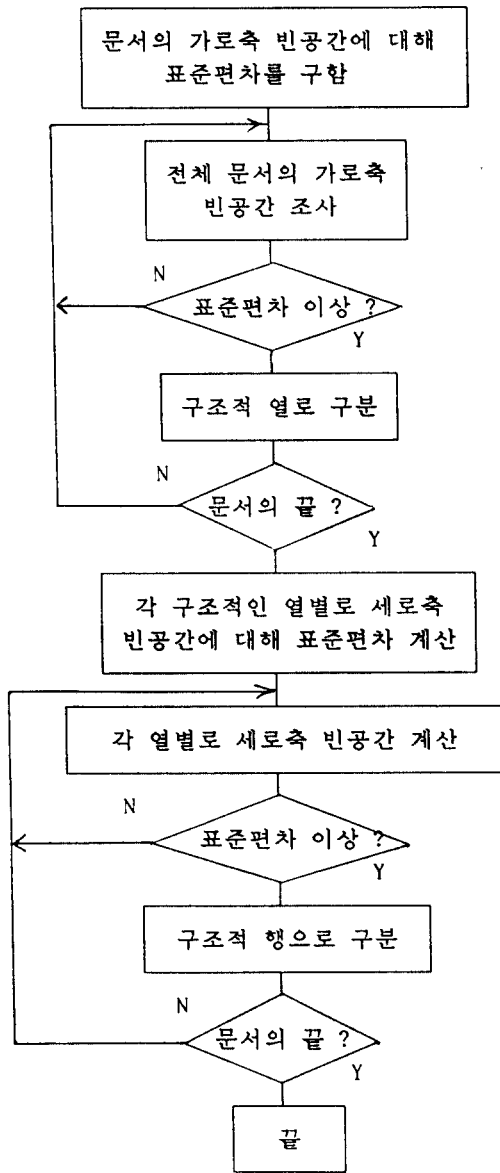 문서의 가로축 빈공간에 대해
표준편차를 구함
전체 문서의 가로축
빈공간 조사
N
표준편차 이상 ?
Y
구조적 열로 구분
N
문서의 끝 ?
Y
각 구조적인 열별로 세로축
빈공간에 대해 표준편차 계산
각 열별로 세로축 빈공간 계산
N
표준편차 이상 ?
Y
구조적 행으로 구분
N
문서의 끝 ?
Y
끝